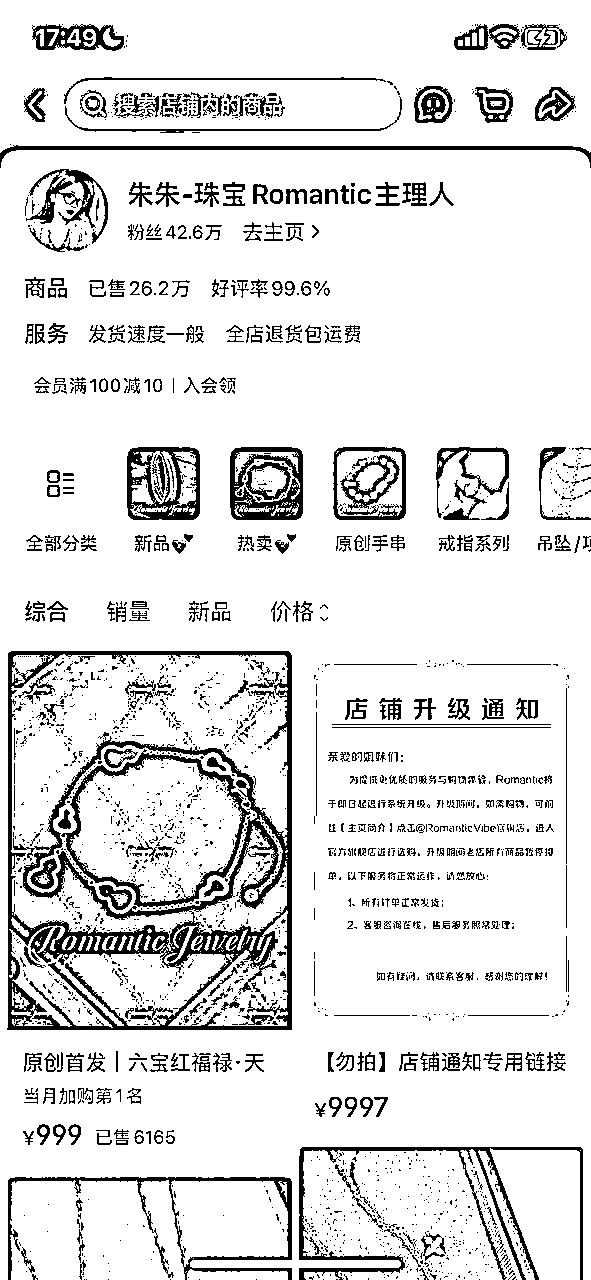 17:49
搜索店铺内的商品
朱朱-珠宝Romantic主理人
粉丝42.6万 去主页 >
商品 已售26.2万 好评率99.6%
服务 发货速度一般 全店退货包运费
会员满100减10 | 入会领
全部分类 新品💕 热卖💕 原创手串 戒指系列 吊坠/项
综合 销量 新品 价格
Romantic Jewelry
店铺升级通知
亲爱的姐妹们：
为提供更优质的服务与购物体验，Romantic将
于即日起进行系统升级。升级期间，如需购物，可前
往【主页简介】点击@RomanticVibe官旗店，进入
官方旗舰店进行选购。升级期间老店所有商品暂停接
单。以下服务将正常运作，请您放心：
1、所有订单正常发货；
2、客服咨询在线，售后服务照常处理；
如有疑问，请联系客服，感谢您的理解！
原创首发｜六宝红福禄·天
当月加购第1名
¥999 已售6165
【勿拍】店铺通知专用链接
¥9997